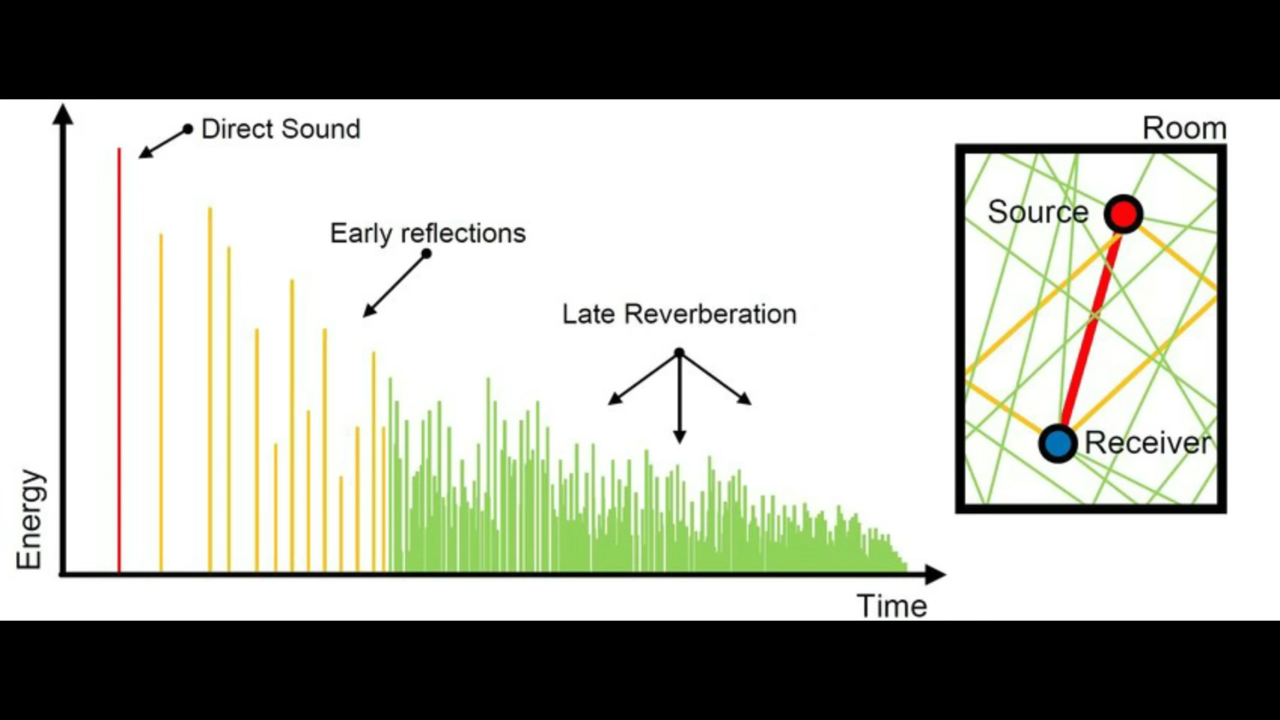 Direct Sound
Early reflections
Late Reverberation
Energy
Time
Room
Source
Receiver